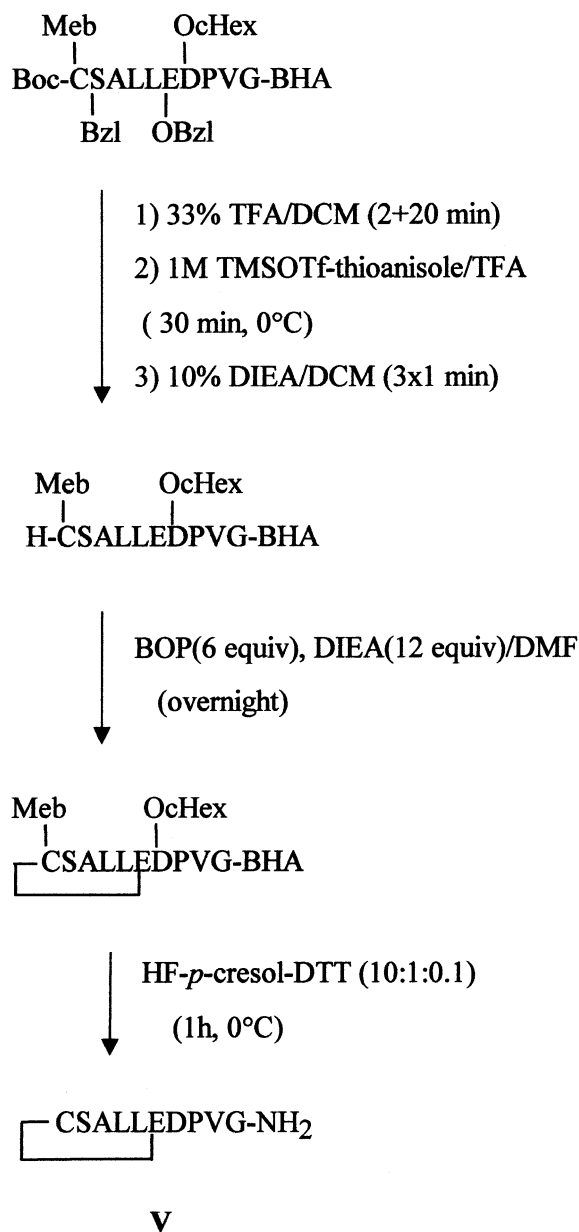 Meb OcHex
Boc-CSALLEDPVG-BHA
Bzl OBzl
1) 33% TFA/DCM (2+20 min)
2) 1M TMSOTf-thioanisole/TFA
( 30 min, 0°C)
3) 10% DIEA/DCM (3x1 min)
Meb OcHex
H-CSALLEDPVG-BHA
BOP(6 equiv), DIEA(12 equiv)/DMF
(overnight)
Meb OcHex
CSALLEDPVG-BHA
HF-p-cresol-DTT (10:1:0.1)
(1h, 0°C)
CSALLEDPVG-NH2
V